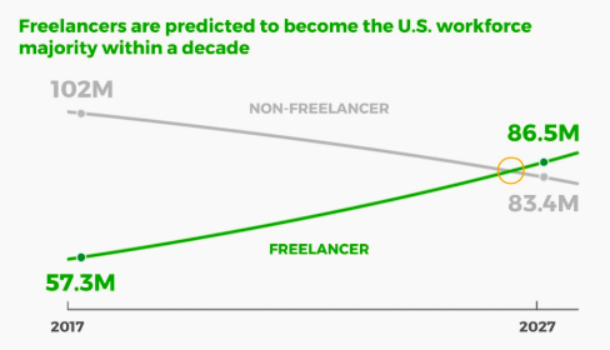 Freelancers are predicted to become the U.S. workforce
majority within a decade
102M
NON-FREELANCER
86.5M
83.4M
FREELANCER
57.3M
2017
2027